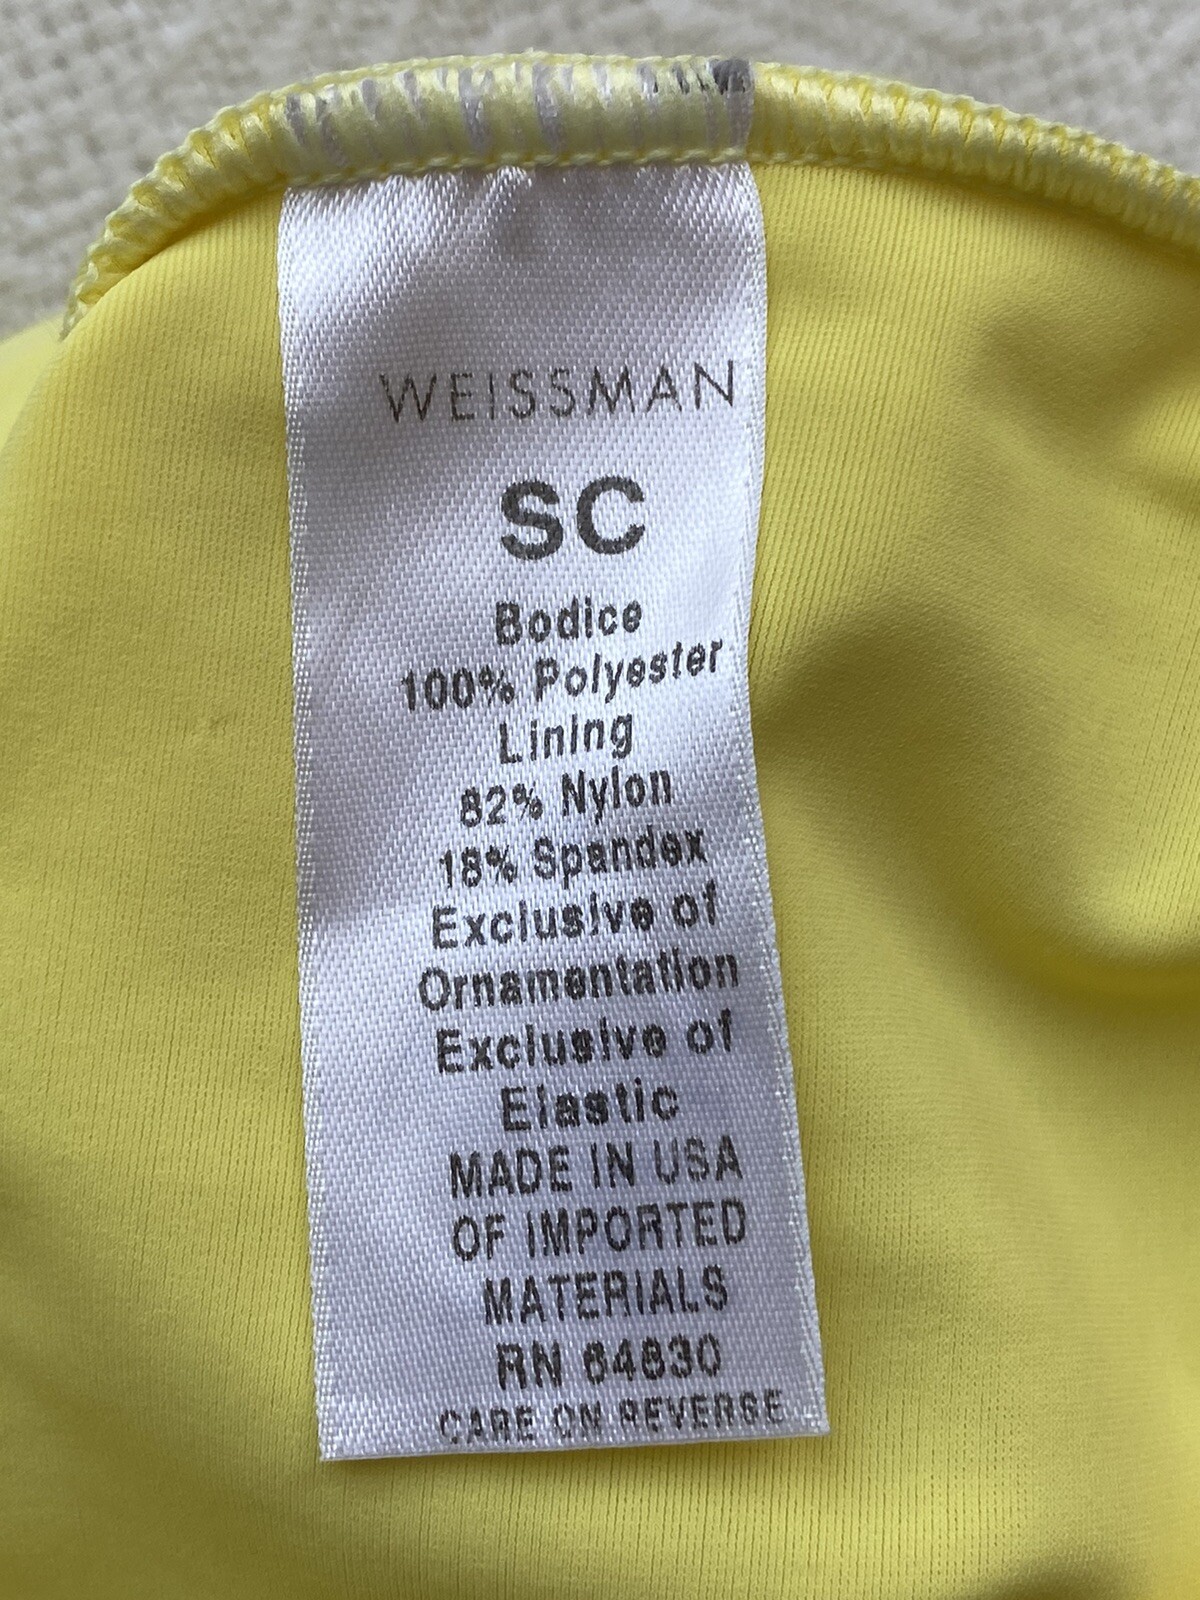 WEISSMAN
SC
Bodice
100% Polyester
Lining
82% Nylon
18% Spandex
Exclusive of
Ornamentation
Exclusive of
Elastic
MADE IN USA
OF IMPORTED
MATERIALS
RN 64830
CARE ON REVERSE